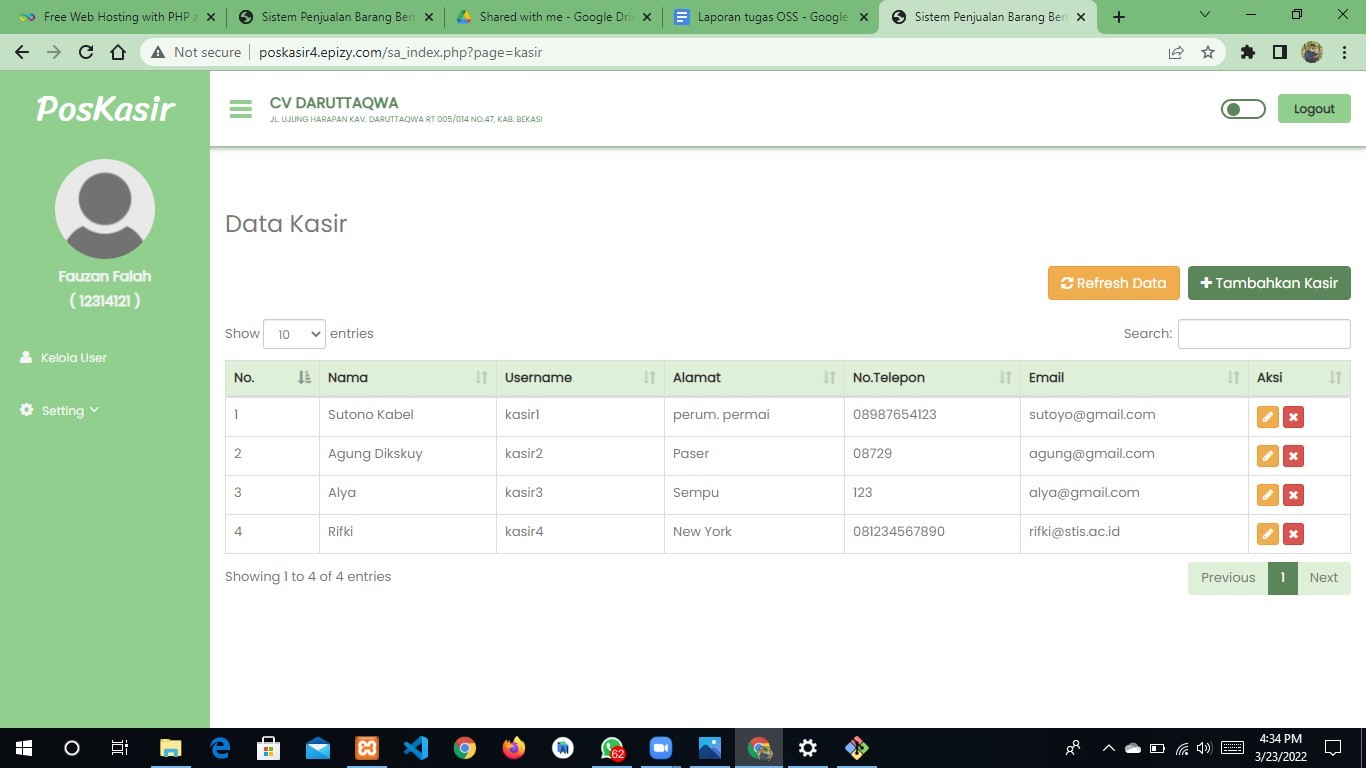 Free Web Hosting with PHP a
Sistem Penjualan Barang Ber
Shared with me - Google Dri
Laporan tugas OSS - Google
Sistem Penjualan Barang Ber
Not secure
poskasir4.epizy.com/sa_index.php?page=kasir
PosKasir
CV DARUTTAQWA
JL. UJUNG HARAPAN KAV. DARUTTAQWA RT 005/014 NO.47, KAB. BEKASI
Logout
Fauzan Falah
( 12314121 )
Kelola User
Setting
Data Kasir
Refresh Data
Tambahkan Kasir
Show 10 entries
Search:
No. Nama Username Alamat No.Telepon Email Aksi
1 Sutono Kabel kasir1 perum. permai 08987654123 sutoyo@gmail.com
2 Agung Dikskuy kasir2 Paser 08729 agung@gmail.com
3 Alya kasir3 Sempu 123 alya@gmail.com
4 Rifki kasir4 New York 081234567890 rifki@stis.ac.id
Showing 1 to 4 of 4 entries
Previous 1 Next
62
4:34 PM
3/23/2022